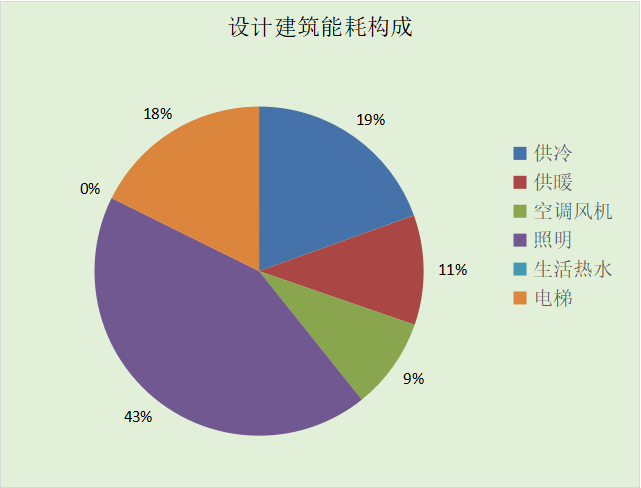 设计建筑能耗构成
18%
19%
0%
11%
9%
43%
供冷
供暖
空调风机
照明
生活热水
电梯